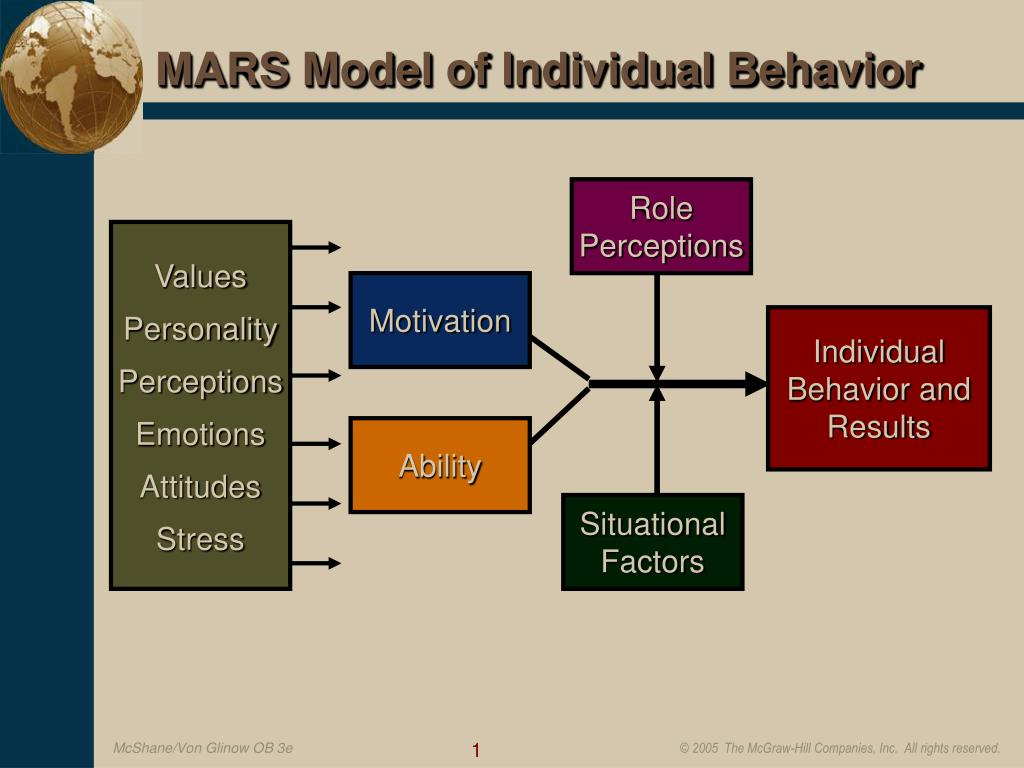 MARS Model of Individual Behavior
Values
Personality
Perceptions
Emotions
Attitudes
Stress
Motivation
Ability
Role
Perceptions
Situational
Factors
Individual
Behavior and
Results
McShane/Von Glinow OB 3e
1
© 2005  The McGraw-Hill Companies, Inc.  All rights reserved.